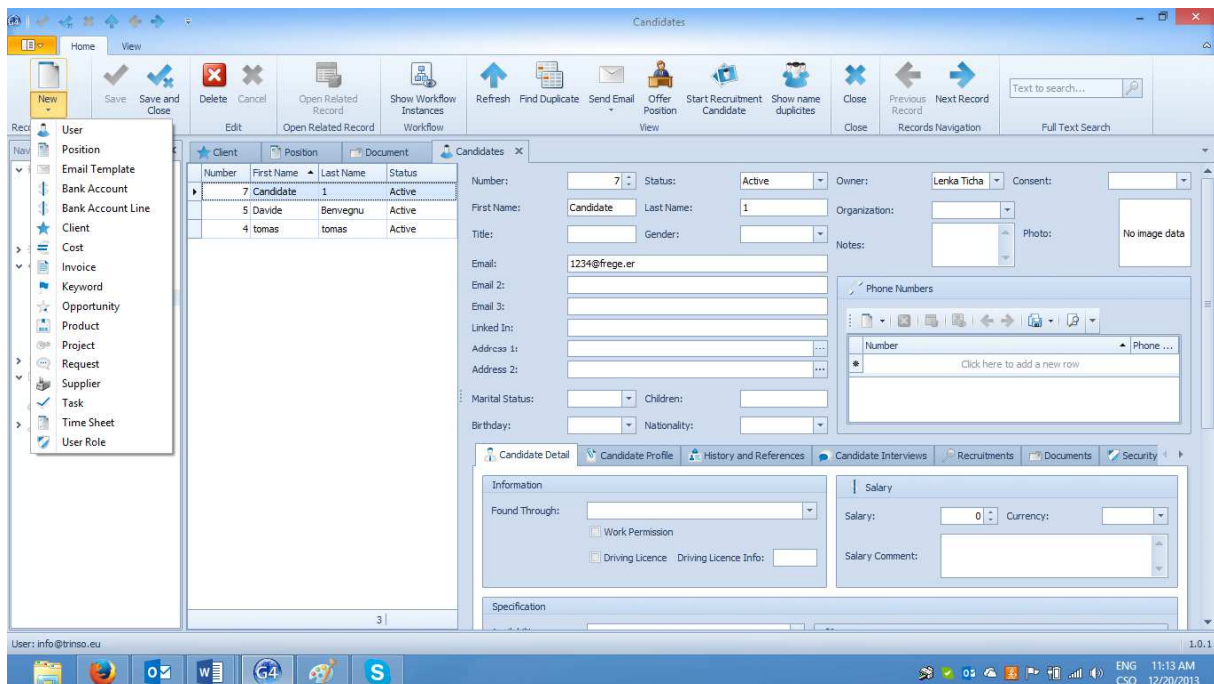 Candidates
Home View
New
Save
Save and Close
Delete
Cancel
Open Related Record
Show Workflow Instances
Refresh
Find Duplicate
Send Email
Offer Position
Start Recruitment Candidate
Show name duplicites
Close
Previous Record
Next Record
Text to search...
Edit
Open Related Record
Workflow
View
Close
Records Navigation
Full Text Search
User
Position
Email Template
Bank Account
Bank Account Line
Client
Cost
Invoice
Keyword
Opportunity
Product
Project
Request
Supplier
Task
Time Sheet
User Role
Client Position Document Candidates
Number First Name Last Name Status
7 Candidate 1 Active
5 Davide Benvegnu Active
4 tomas tomas Active
3
Number: 7 Status: Active Owner: Lenka Ticha Consent:
First Name: Candidate Last Name: 1 Organization:
Title: Gender: Notes: Photo: No image data
Email: 1234@frege.er
Email 2:
Email 3:
Linked In:
Address 1:
Address 2:
Marital Status: Children:
Birthday: Nationality:
Phone Numbers
Number Phone ...
Click here to add a new row
Candidate Detail Candidate Profile History and References Candidate Interviews Recruitments Documents Security
Information
Found Through:
Work Permission
Driving Licence Driving Licence Info:
Salary
Salary: 0 Currency:
Salary Comment:
Specification
User: info@trinso.eu
1.0.1
G4
ENG 11:13 AM
CSQ 12/20/2013